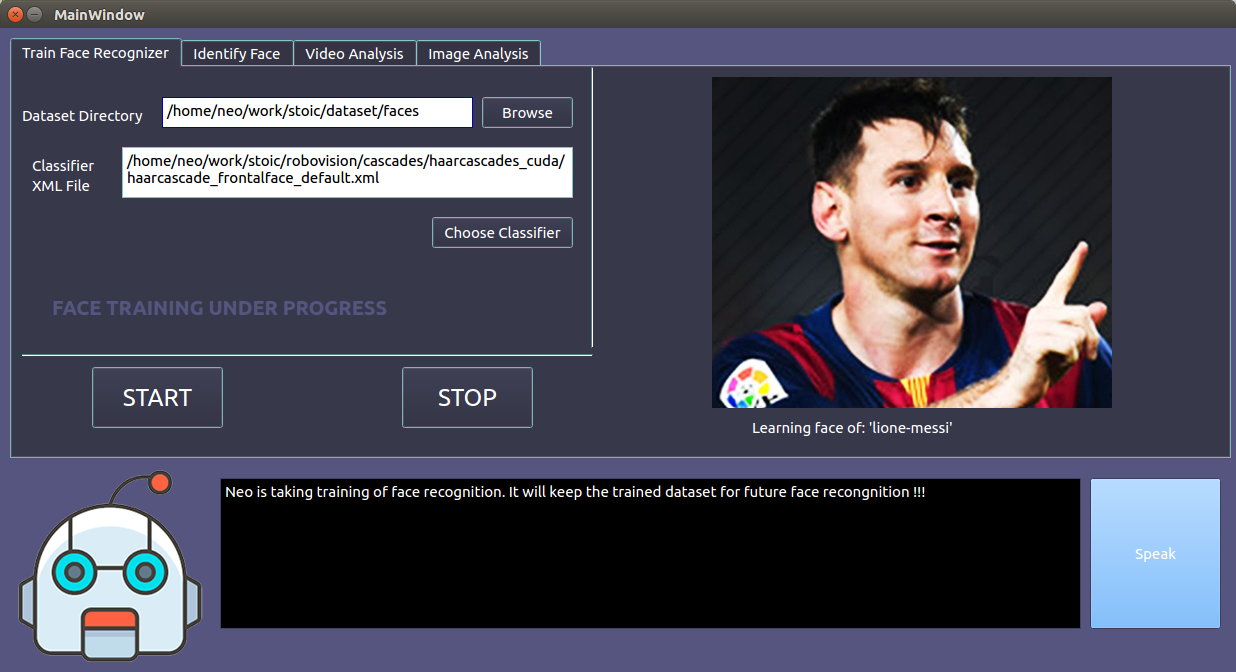 MainWindow
Train Face Recognizer
Identify Face
Video Analysis
Image Analysis
Dataset Directory
/home/neo/work/stoic/dataset/faces
Browse
Classifier
XML File
/home/neo/work/stoic/robovision/cascades/haarcascades_cuda/
haarcascade_frontalface_default.xml
Choose Classifier
FACE TRAINING UNDER PROGRESS
START
STOP
Learning face of: 'lione-messi'
Neo is taking training of face recognition. It will keep the trained dataset for future face recongnition !!!
Speak